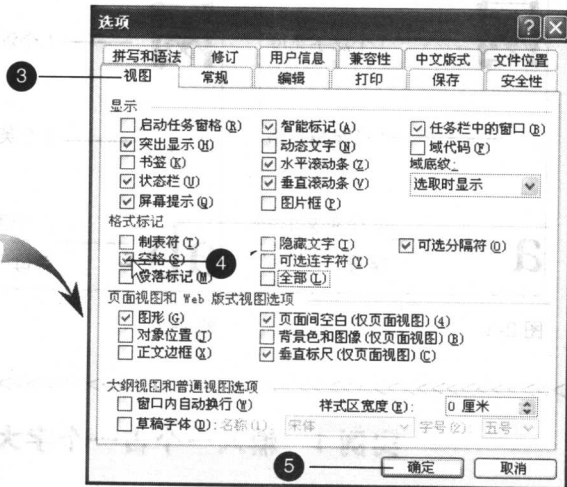 选项
拼写和语法 修订 用户信息 兼容性 中文版式 文件位置
3 视图 常规 编辑 打印 保存 安全性
显示
启动任务窗格(R) 智能标记(A) 任务栏中的窗口(B)
突出显示(H) 动态文字(N) 域代码(F)
书签(K) 水平滚动条(Z) 域底纹:
状态栏(U) 垂直滚动条(V) 选取时显示
屏幕提示(Q) 图片框(P)
格式标记
制表符(T) 隐藏文字(I) 可选分隔符(O)
空格(S) 4 可选连字符(Y)
段落标记(M) 全部(L)
页面视图和 Web 版式视图选项
图形(G) 页面间空白(仅页面视图)(4)
对象位置(J) 背景色和图像(仅页面视图)(B)
正文边框(X) 垂直标尺(仅页面视图)(C)
大纲视图和普通视图选项
窗口内自动换行(W) 样式区宽度(E): 0 厘米
草稿字体(D): 名称(1): 宋体 字号(2): 五号
5 确定 取消